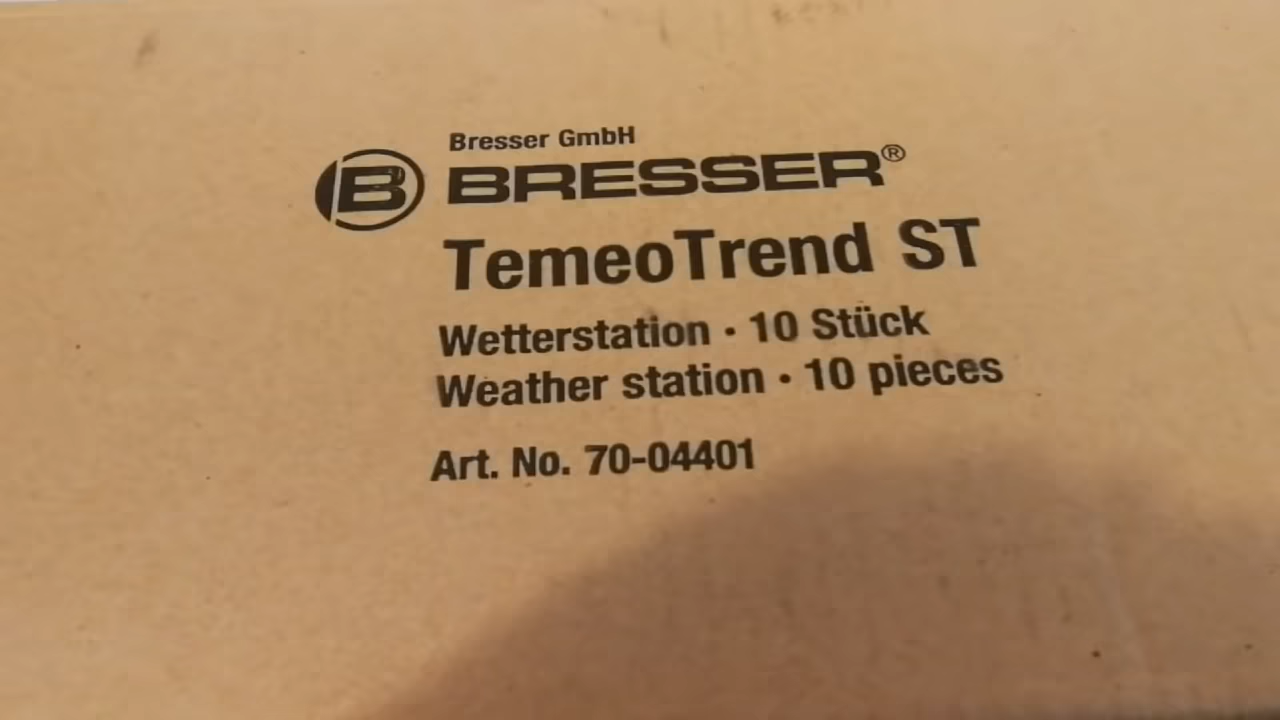 Bresser GmbH
B BRESSER®
TemeoTrend ST
Wetterstation · 10 Stück
Weather station · 10 pieces
Art. No. 70-04401